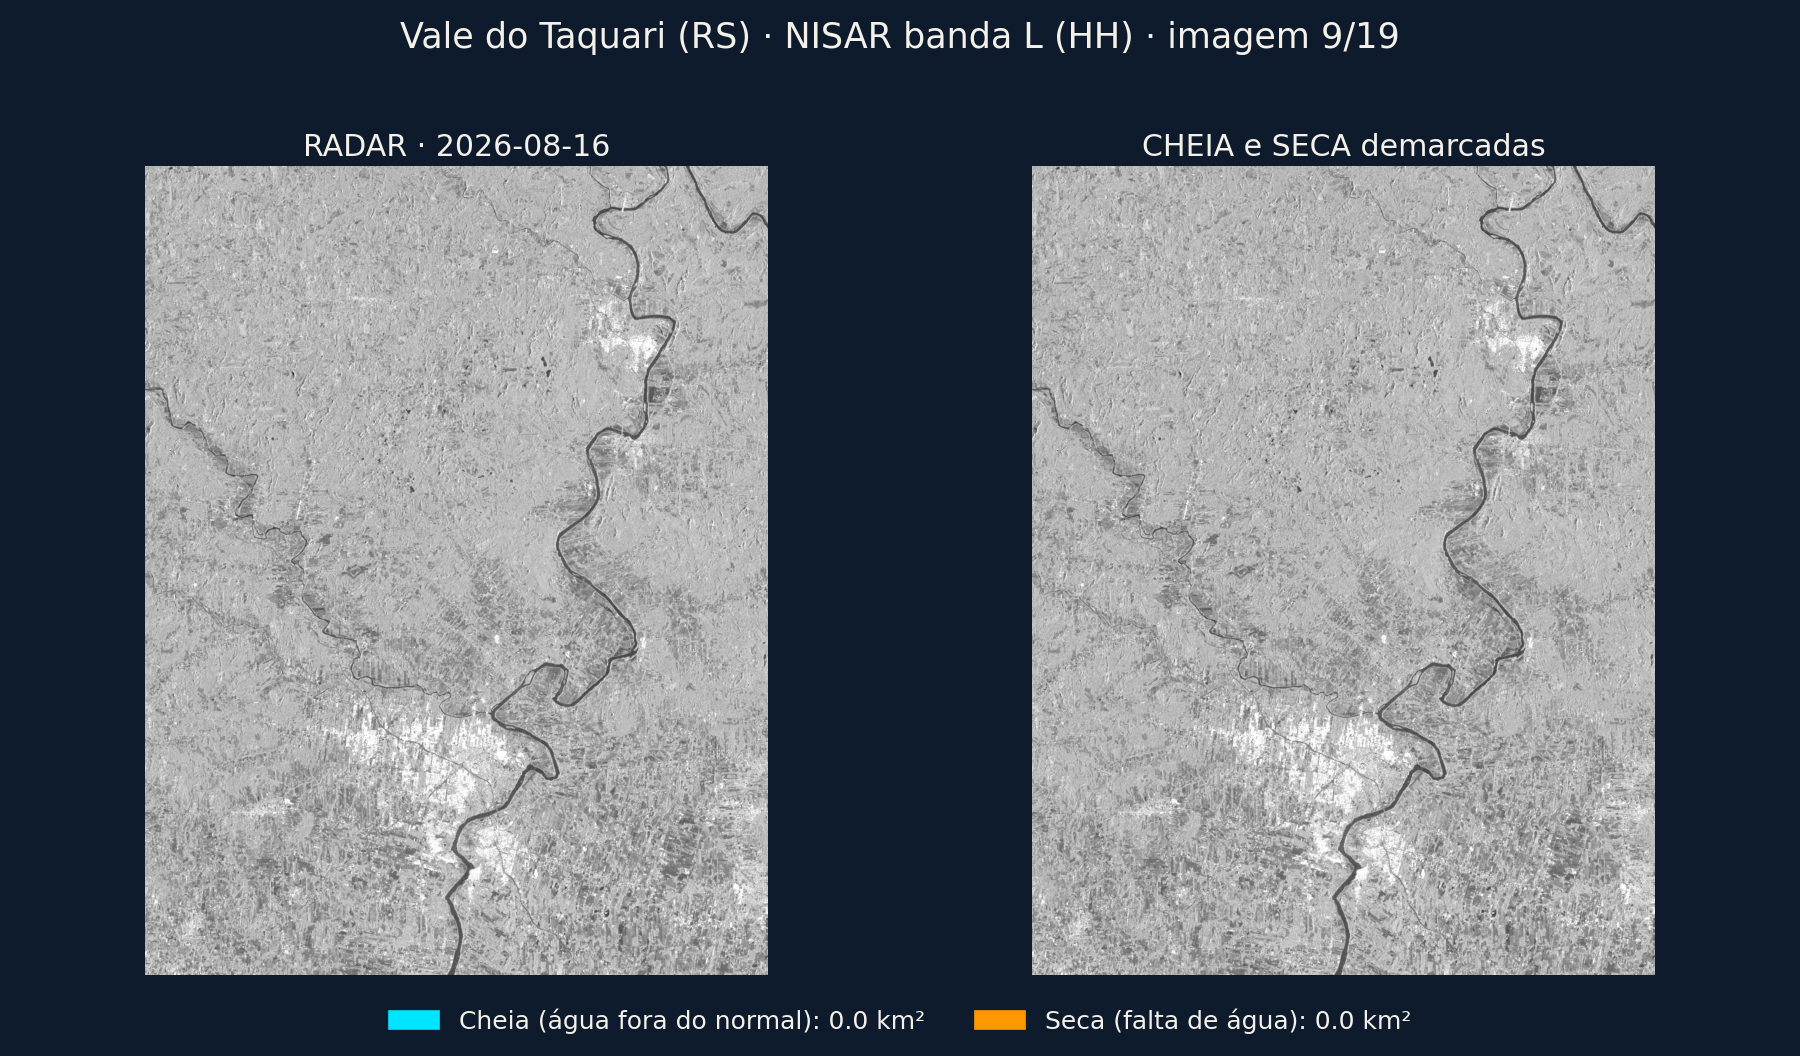 Vale do Taquari (RS) · NISAR banda L (HH) · imagem 9/19
RADAR · 2026-08-16
CHEIA e SECA demarcadas
Cheia (água fora do normal): 0.0 km²
Seca (falta de água): 0.0 km²